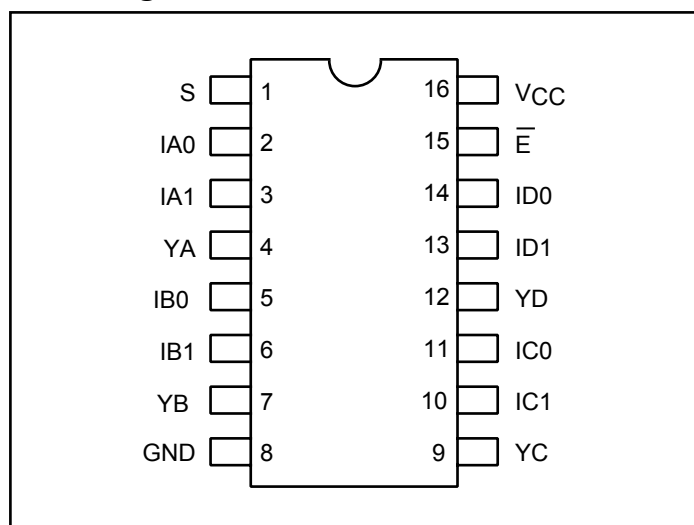 S 1 16 VCC
IA0 2 15 E̅
IA1 3 14 ID0
YA 4 13 ID1
IB0 5 12 YD
IB1 6 11 IC0
YB 7 10 IC1
GND 8 9 YC